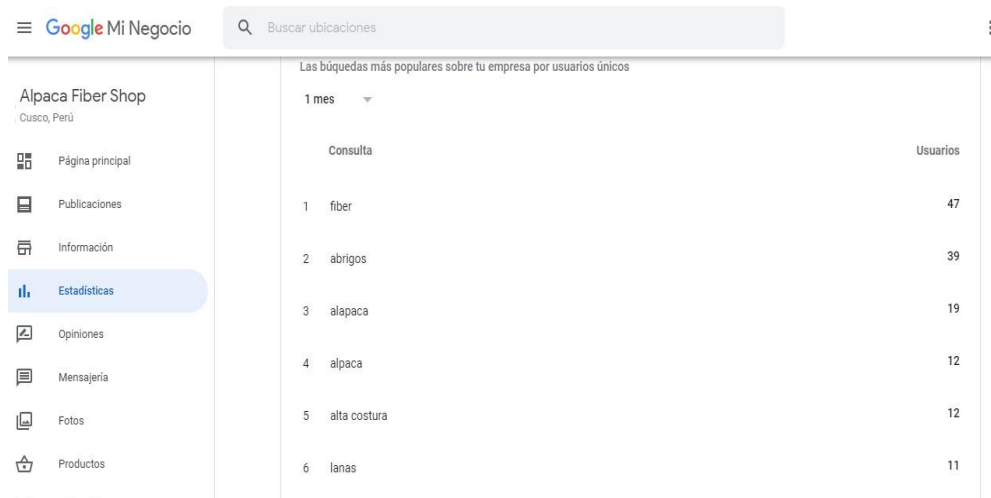 Google Mi Negocio
Buscar ubicaciones
Alpaca Fiber Shop
Cusco, Perú
Página principal
Publicaciones
Información
Estadísticas
Opiniones
Mensajería
Fotos
Productos
Las búquedas más populares sobre tu empresa por usuarios únicos
1 mes
Consulta Usuarios
1 fiber 47
2 abrigos 39
3 alapaca 19
4 alpaca 12
5 alta costura 12
6 lanas 11